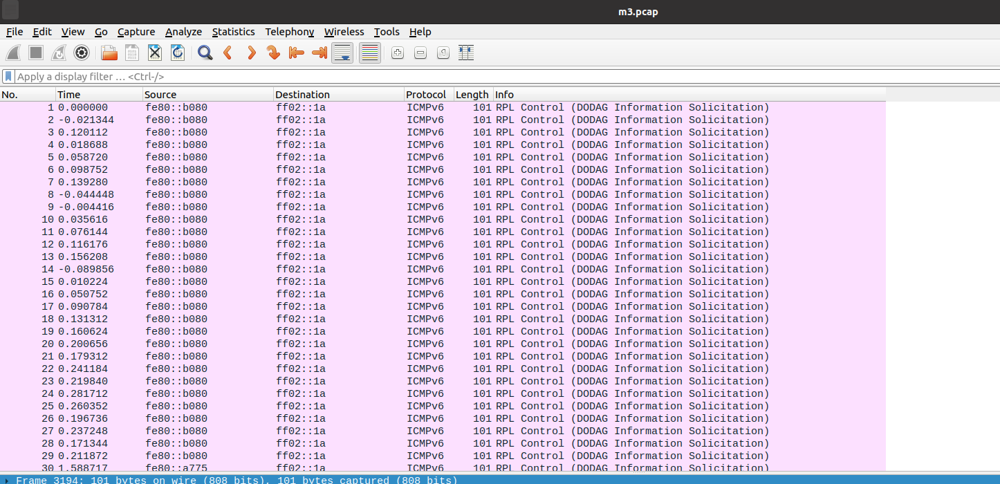 m3.pcap
File Edit View Go Capture Analyze Statistics Telephony Wireless Tools Help
Apply a display filter … <Ctrl-/>
No. Time Source Destination Protocol Length Info
1 0.000000 fe80::b080 ff02::1a ICMPv6 101 RPL Control (DODAG Information Solicitation)
2 -0.021344 fe80::b080 ff02::1a ICMPv6 101 RPL Control (DODAG Information Solicitation)
3 0.120112 fe80::b080 ff02::1a ICMPv6 101 RPL Control (DODAG Information Solicitation)
4 0.018688 fe80::b080 ff02::1a ICMPv6 101 RPL Control (DODAG Information Solicitation)
5 0.058720 fe80::b080 ff02::1a ICMPv6 101 RPL Control (DODAG Information Solicitation)
6 0.098752 fe80::b080 ff02::1a ICMPv6 101 RPL Control (DODAG Information Solicitation)
7 0.139280 fe80::b080 ff02::1a ICMPv6 101 RPL Control (DODAG Information Solicitation)
8 -0.044448 fe80::b080 ff02::1a ICMPv6 101 RPL Control (DODAG Information Solicitation)
9 -0.004416 fe80::b080 ff02::1a ICMPv6 101 RPL Control (DODAG Information Solicitation)
10 0.035616 fe80::b080 ff02::1a ICMPv6 101 RPL Control (DODAG Information Solicitation)
11 0.076144 fe80::b080 ff02::1a ICMPv6 101 RPL Control (DODAG Information Solicitation)
12 0.116176 fe80::b080 ff02::1a ICMPv6 101 RPL Control (DODAG Information Solicitation)
13 0.156208 fe80::b080 ff02::1a ICMPv6 101 RPL Control (DODAG Information Solicitation)
14 -0.089856 fe80::b080 ff02::1a ICMPv6 101 RPL Control (DODAG Information Solicitation)
15 0.010224 fe80::b080 ff02::1a ICMPv6 101 RPL Control (DODAG Information Solicitation)
16 0.050752 fe80::b080 ff02::1a ICMPv6 101 RPL Control (DODAG Information Solicitation)
17 0.090784 fe80::b080 ff02::1a ICMPv6 101 RPL Control (DODAG Information Solicitation)
18 0.131312 fe80::b080 ff02::1a ICMPv6 101 RPL Control (DODAG Information Solicitation)
19 0.160624 fe80::b080 ff02::1a ICMPv6 101 RPL Control (DODAG Information Solicitation)
20 0.200656 fe80::b080 ff02::1a ICMPv6 101 RPL Control (DODAG Information Solicitation)
21 0.179312 fe80::b080 ff02::1a ICMPv6 101 RPL Control (DODAG Information Solicitation)
22 0.241184 fe80::b080 ff02::1a ICMPv6 101 RPL Control (DODAG Information Solicitation)
23 0.219840 fe80::b080 ff02::1a ICMPv6 101 RPL Control (DODAG Information Solicitation)
24 0.281712 fe80::b080 ff02::1a ICMPv6 101 RPL Control (DODAG Information Solicitation)
25 0.260352 fe80::b080 ff02::1a ICMPv6 101 RPL Control (DODAG Information Solicitation)
26 0.196736 fe80::b080 ff02::1a ICMPv6 101 RPL Control (DODAG Information Solicitation)
27 0.237248 fe80::b080 ff02::1a ICMPv6 101 RPL Control (DODAG Information Solicitation)
28 0.171344 fe80::b080 ff02::1a ICMPv6 101 RPL Control (DODAG Information Solicitation)
29 0.211872 fe80::b080 ff02::1a ICMPv6 101 RPL Control (DODAG Information Solicitation)
30 1.588717 fe80::a775 ff02::1a ICMPv6 101 RPL Control (DODAG Information Solicitation)
Frame 3194: 101 bytes on wire (808 bits), 101 bytes captured (808 bits)